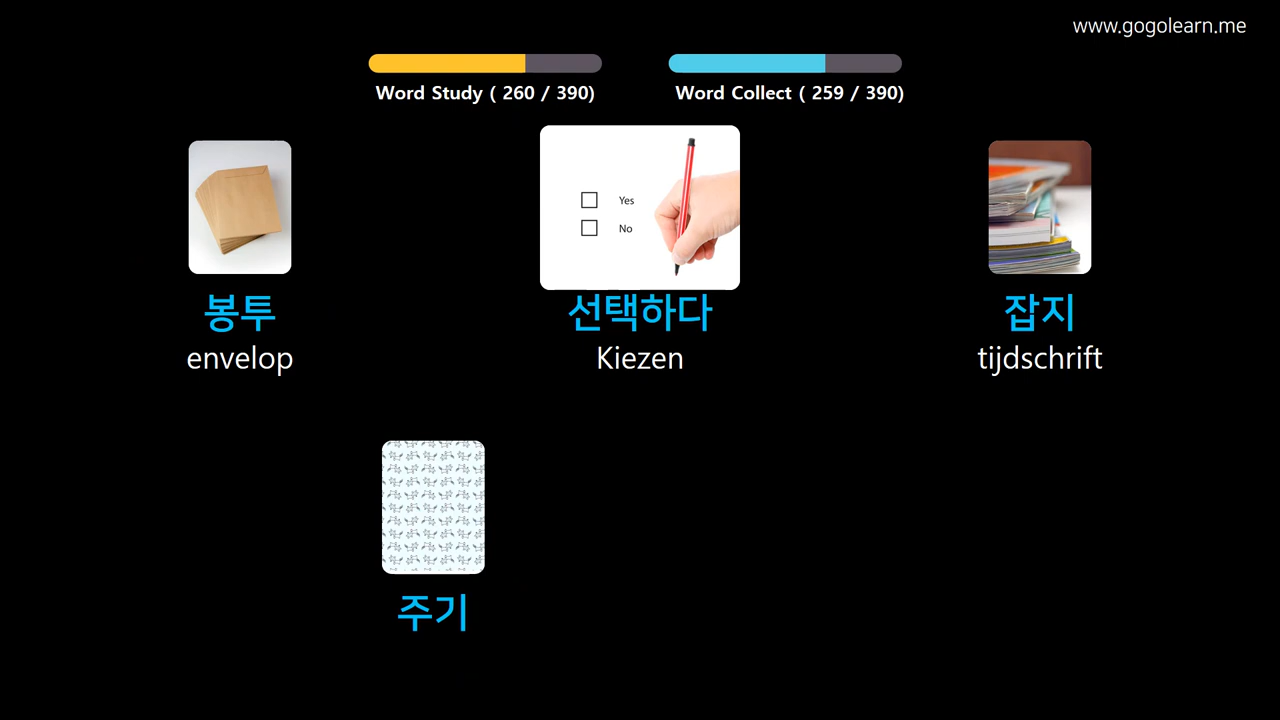 www.gogolearn.me
Word Study ( 260 / 390)
Word Collect ( 259 / 390)
Yes
No
봉투
envelop
선택하다
Kiezen
잡지
tijdschrift
주기